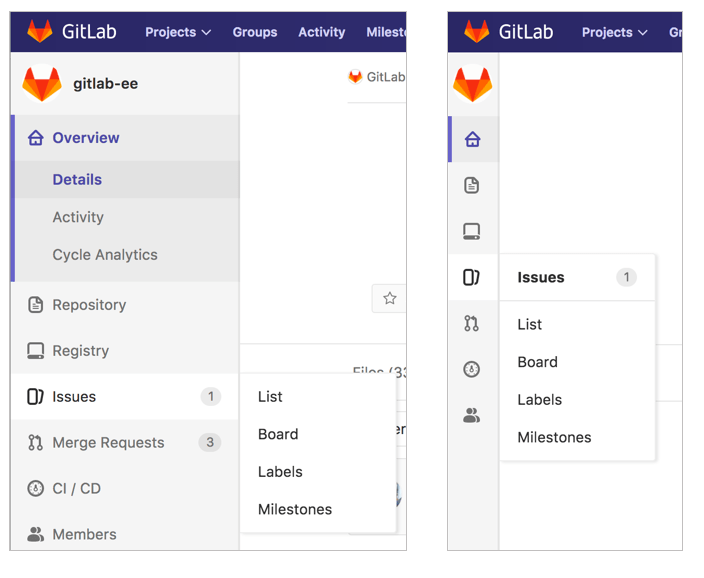 GitLab Projects Groups Activity Milesto
gitlab-ee
GitLab
Overview
Details
Activity
Cycle Analytics
Repository
Registry
Issues 1
Merge Requests 3
CI / CD
Members
Files (33
List
Board
Labels
Milestones
er
GitLab Projects Gr
Issues 1
List
Board
Labels
Milestones